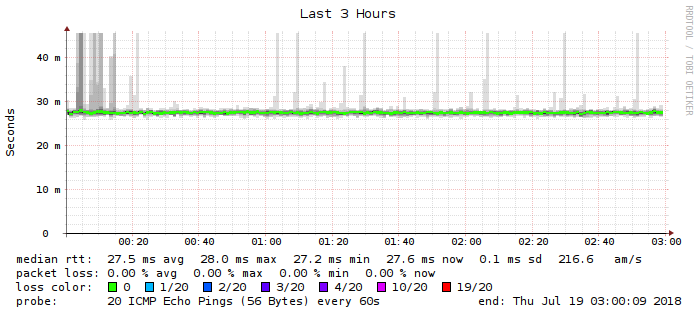 Last 3 Hours
RRDTOOL / TOBI OETIKER
Seconds
40 m
30 m
20 m
10 m
0
00:20 00:40 01:00 01:20 01:40 02:00 02:20 02:40 03:00
median rtt: 27.5 ms avg 28.0 ms max 27.2 ms min 27.6 ms now 0.1 ms sd 216.6 am/s
packet loss: 0.00 % avg 0.00 % max 0.00 % min 0.00 % now
loss color: 0 1/20 2/20 3/20 4/20 10/20 19/20
probe: 20 ICMP Echo Pings (56 Bytes) every 60s end: Thu Jul 19 03:00:09 2018